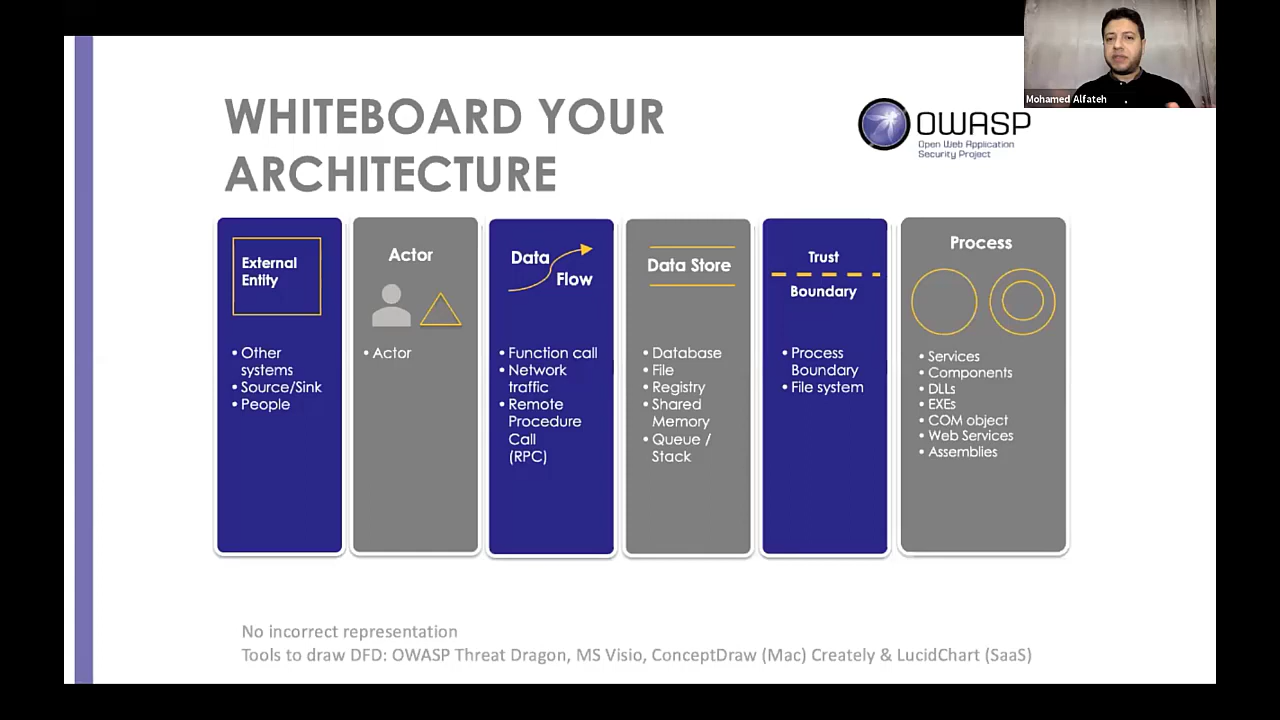 Mohamed Alfateh
WHITEBOARD YOUR
ARCHITECTURE
OWASP
Open Web Application
Security Project
External
Entity
• Other
systems
• Source/Sink
• People
Actor
• Actor
Data
Flow
• Function call
• Network
traffic
• Remote
Procedure
Call
(RPC)
Data Store
• Database
• File
• Registry
• Shared
Memory
• Queue /
Stack
Trust
Boundary
• Process
Boundary
• File system
Process
• Services
• Components
• DLLs
• EXEs
• COM object
• Web Services
• Assemblies
No incorrect representation
Tools to draw DFD: OWASP Threat Dragon, MS Visio, ConceptDraw (Mac) Creately & LucidChart (SaaS)